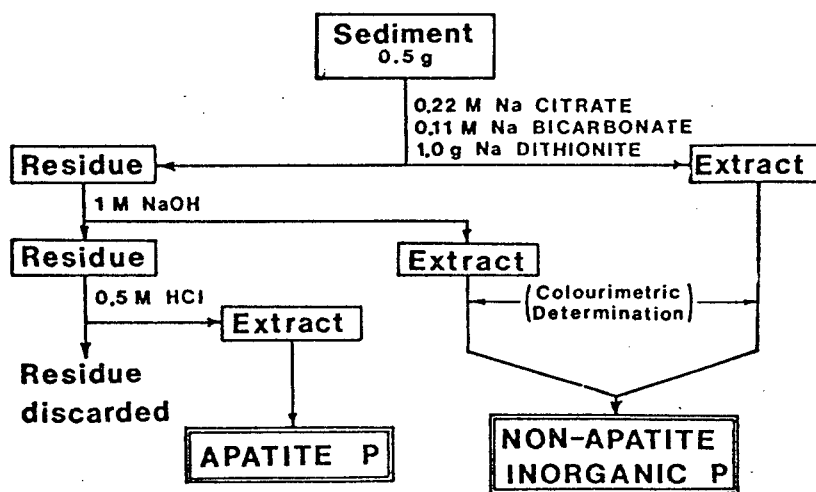 Sediment
0.5 g
0.22 M Na CITRATE
0.11 M Na BICARBONATE
1.0 g Na DITHIONITE
Residue
Extract
1 M NaOH
Residue
Extract
0.5 M HCl
Extract
(Colourimetric
Determination)
Residue
discarded
APATITE P
NON-APATITE
INORGANIC P